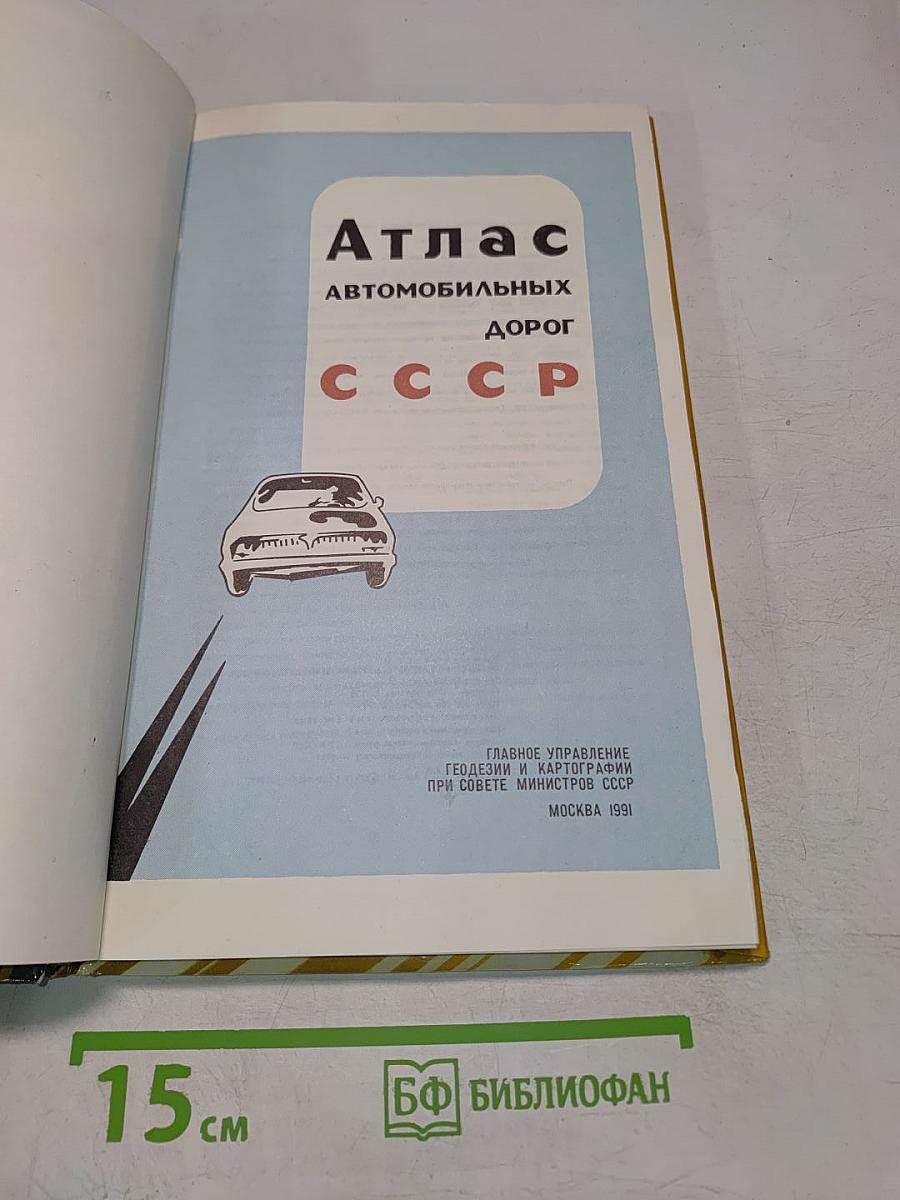 Атлас
АВТОМОБИЛЬНЫХ
ДОРОГ
СССР
ГЛАВНОЕ УПРАВЛЕНИЕ
ГЕОДЕЗИИ И КАРТОГРАФИИ
ПРИ СОВЕТЕ МИНИСТРОВ СССР
МОСКВА 1991
15 см
БФ БИБЛИОФАН